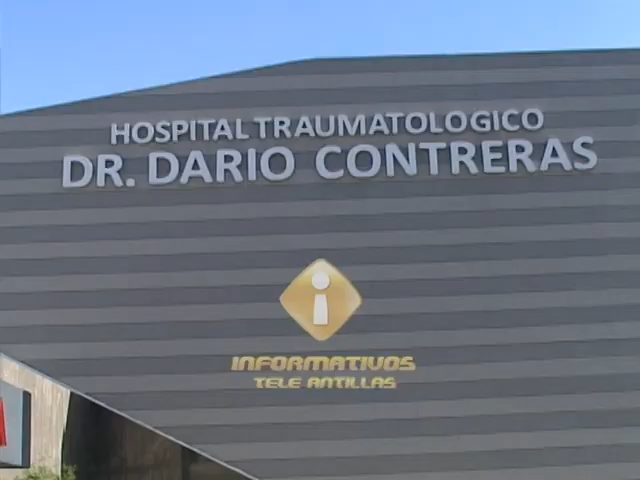 HOSPITAL TRAUMATOLOGICO
DR. DARIO CONTRERAS
i
INFORMATIVOS
TELE ANTILLAS